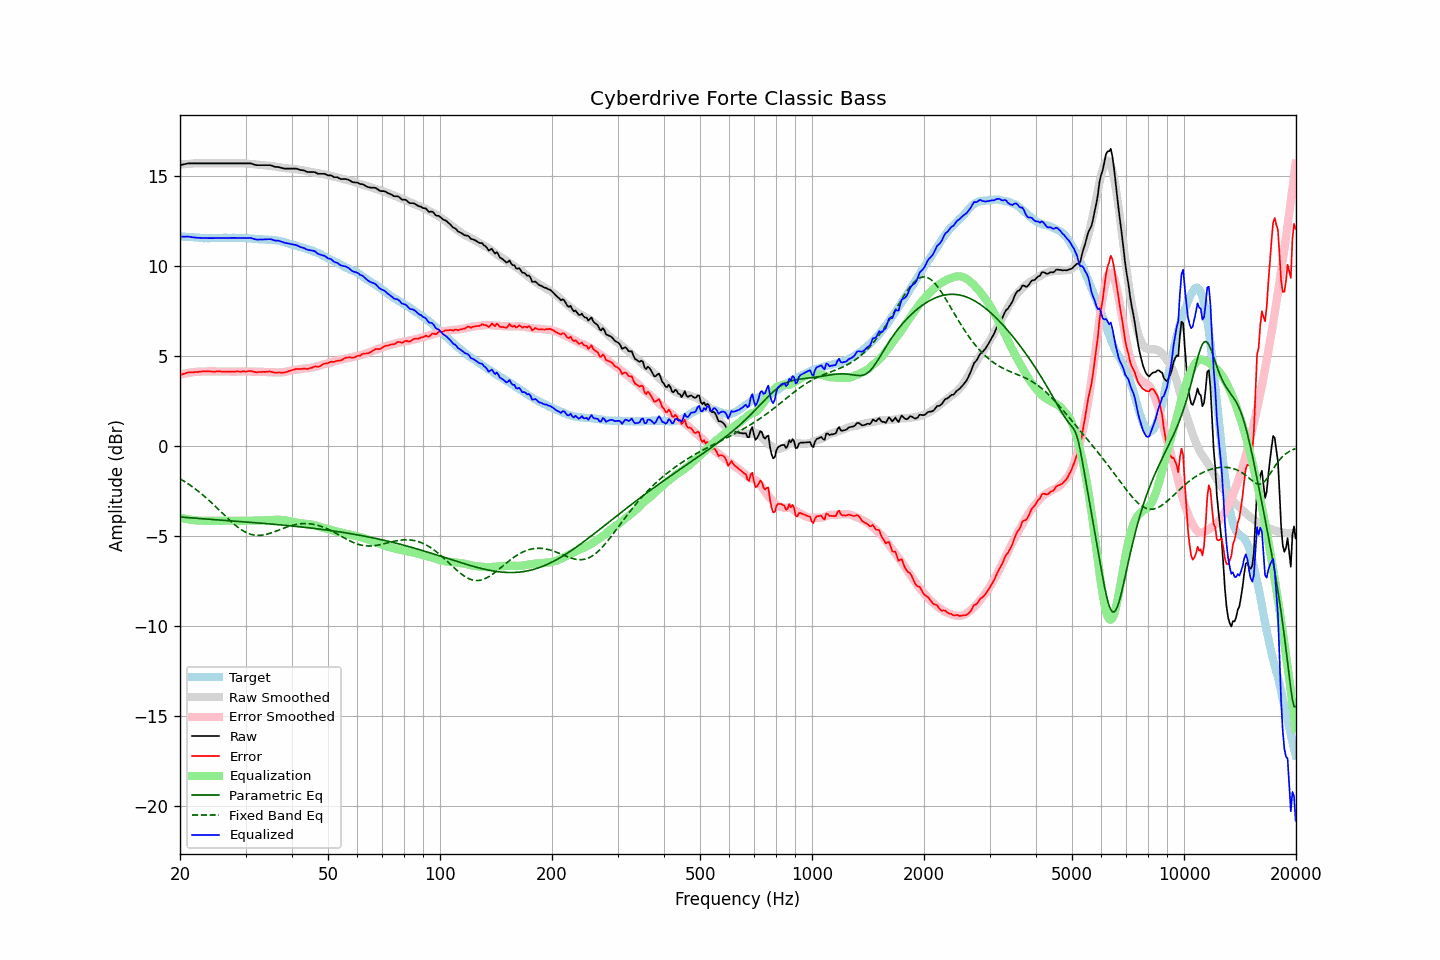 Cyberdrive Forte Classic Bass
Amplitude (dBr)
15
10
5
0
−5
−10
−15
−20
Target
Raw Smoothed
Error Smoothed
Raw
Error
Equalization
Parametric Eq
Fixed Band Eq
Equalized
20 50 100 200 500 1000 2000 5000 10000 20000
Frequency (Hz)